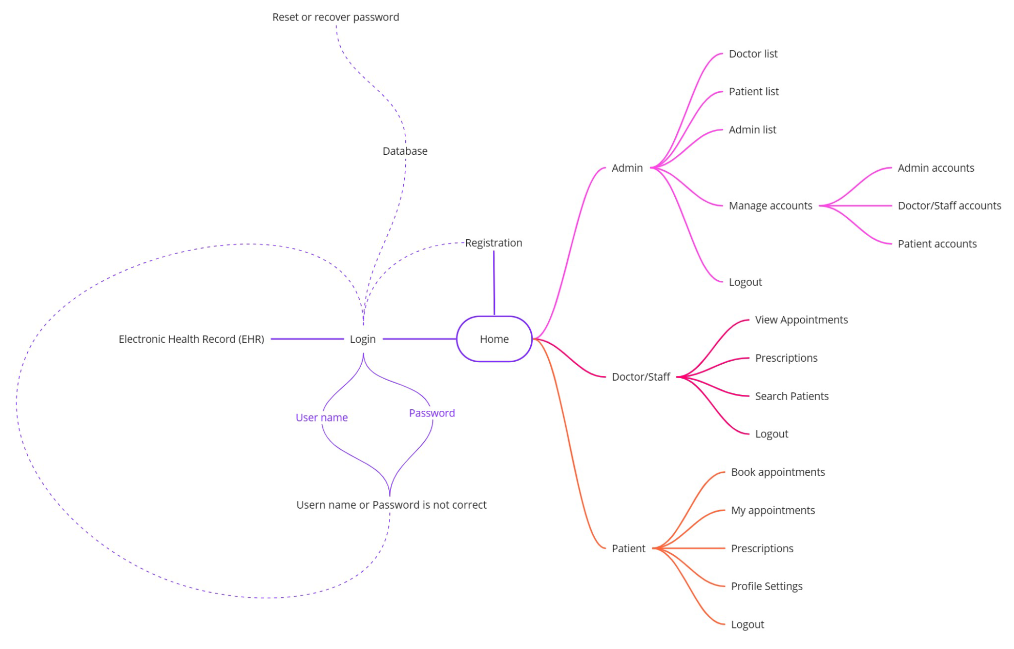 Reset or recover password
Database
Registration
Electronic Health Record (EHR)
Login
Home
User name
Password
Usern name or Password is not correct
Admin
Doctor list
Patient list
Admin list
Manage accounts
Admin accounts
Doctor/Staff accounts
Patient accounts
Logout
Doctor/Staff
View Appointments
Prescriptions
Search Patients
Logout
Patient
Book appointments
My appointments
Prescriptions
Profile Settings
Logout